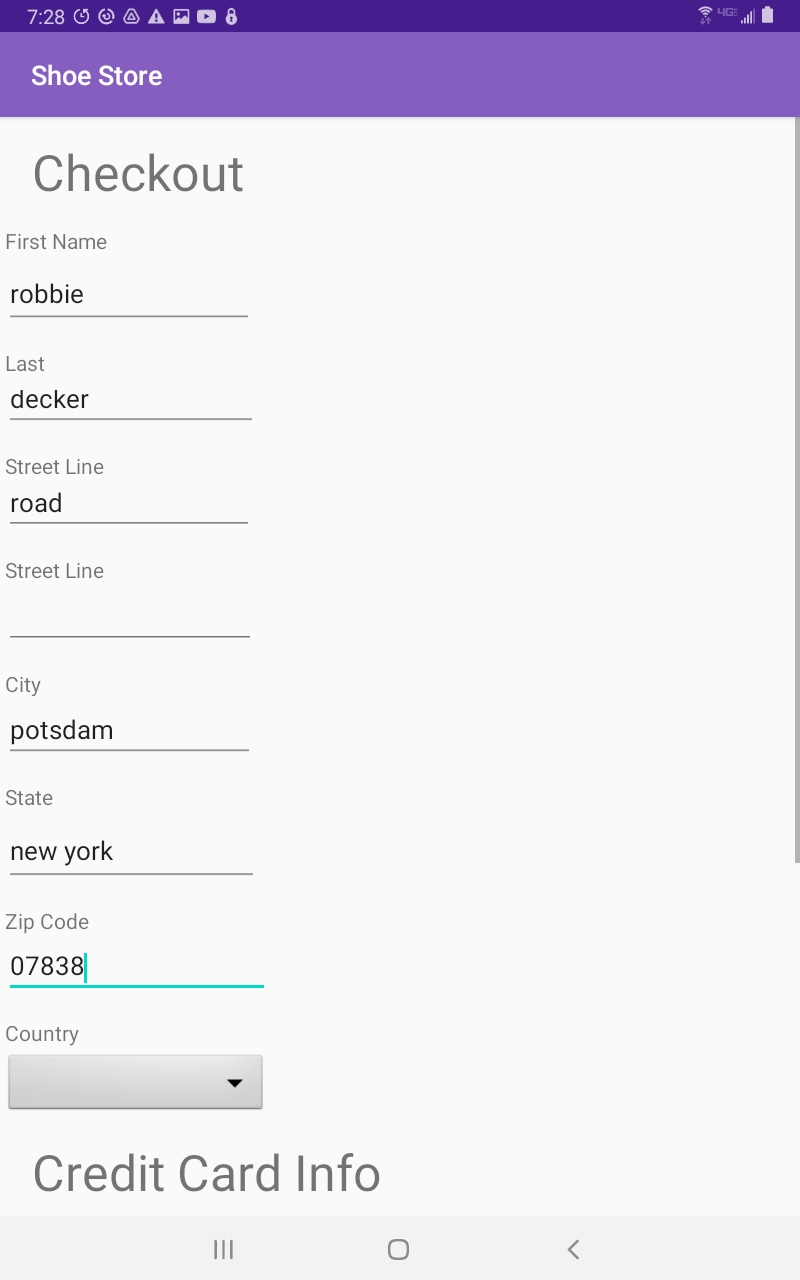 7:28
4GE
Shoe Store
Checkout
First Name
robbie
Last
decker
Street Line
road
Street Line
City
potsdam
State
new york
Zip Code
07838
Country
Credit Card Info